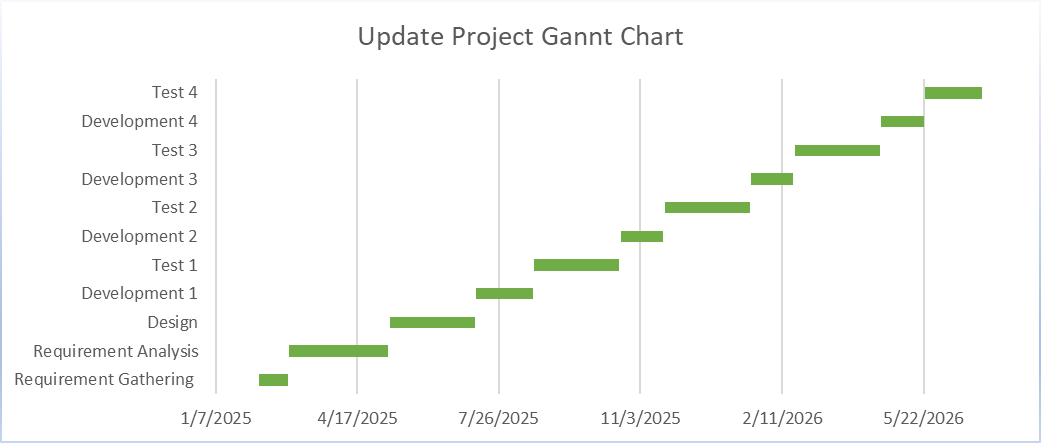 Update Project Gannt Chart
Test 4
Development 4
Test 3
Development 3
Test 2
Development 2
Test 1
Development 1
Design
Requirement Analysis
Requirement Gathering
1/7/2025 4/17/2025 7/26/2025 11/3/2025 2/11/2026 5/22/2026